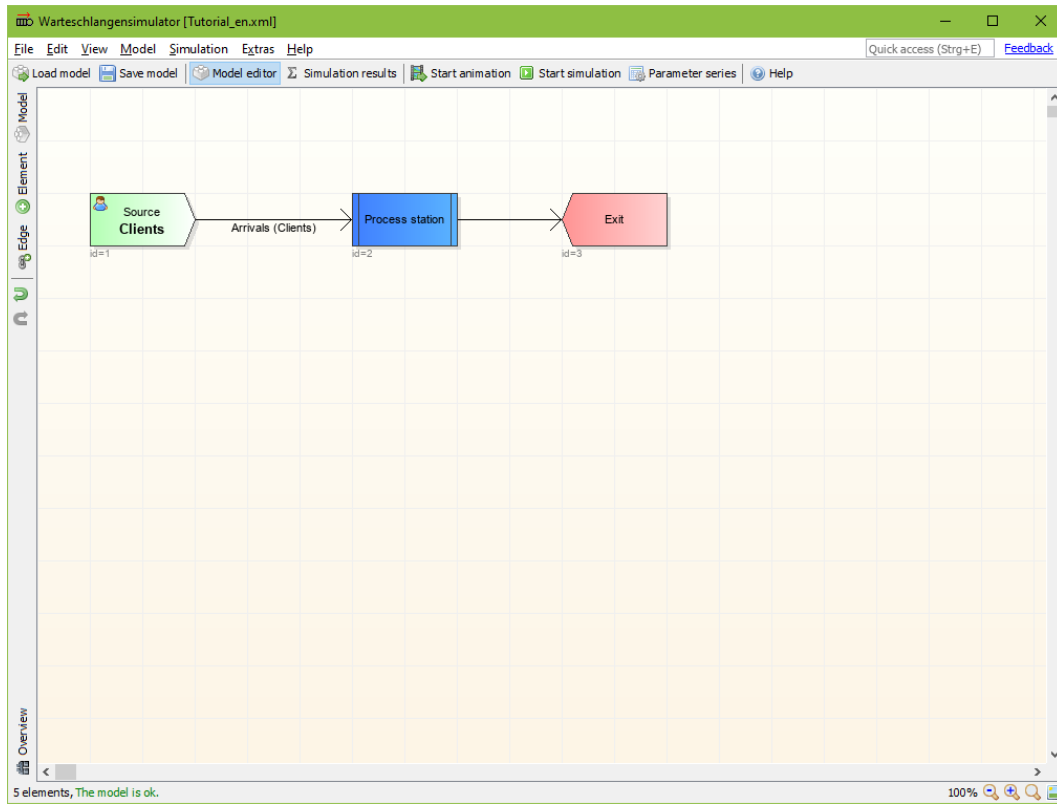 Warteschlangensimulator [Tutorial_en.xml]
File Edit View Model Simulation Extras Help Quick access (Strg+E) Feedback
Load model Save model Model editor Σ Simulation results Start animation Start simulation Parameter series Help
Model
Element
Edge
Source
Clients
id=1
Arrivals (Clients)
Process station
id=2
Exit
id=3
Overview
5 elements, The model is ok. 100%